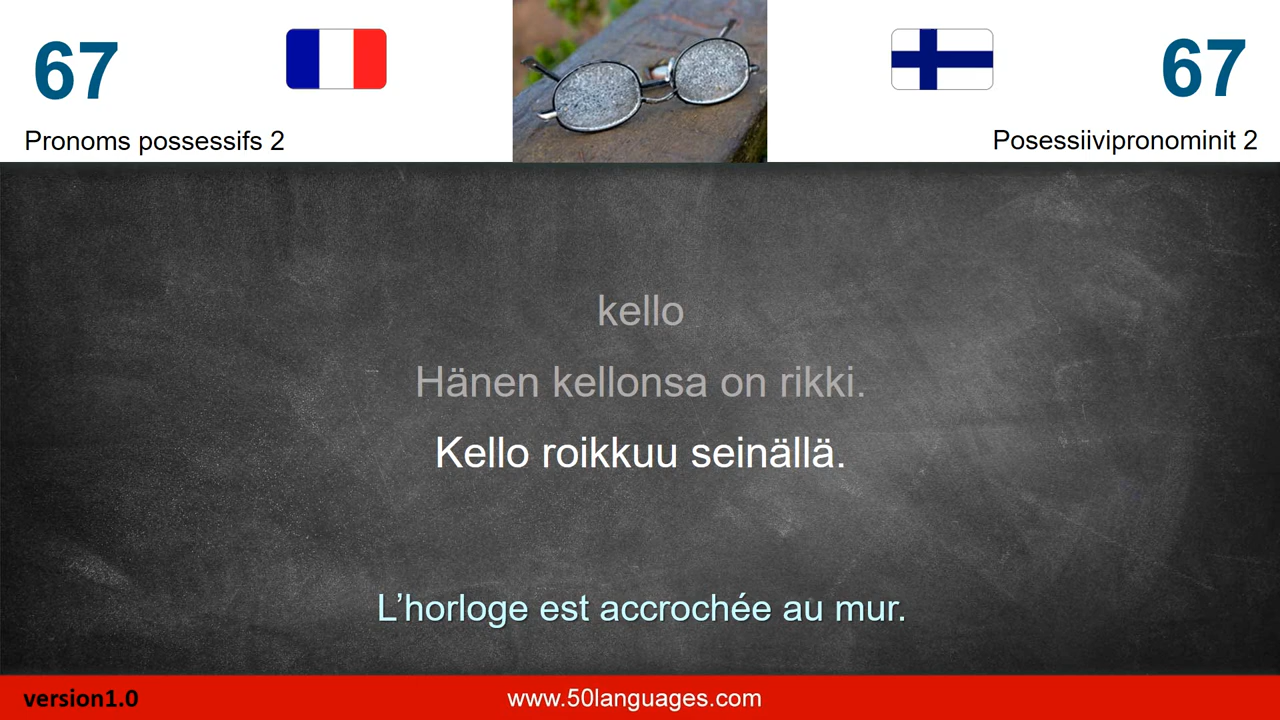 67
67
Pronoms possessifs 2
Posessiivipronominit 2
kello
Hänen kellonsa on rikki.
Kello roikkuu seinällä.
L’horloge est accrochée au mur.
version1.0
www.50languages.com